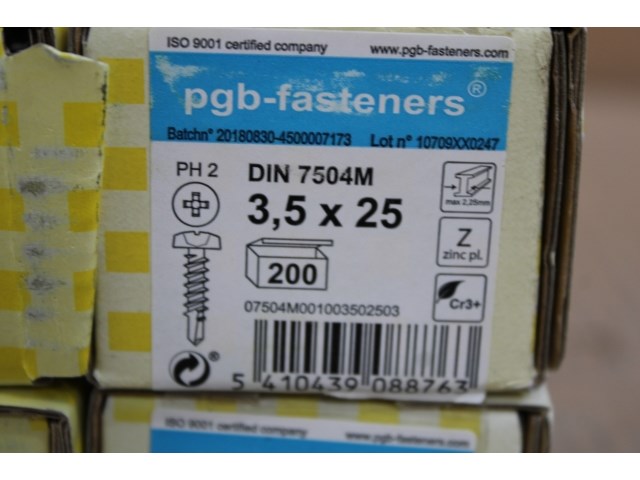 ISO 9001 certified company www.pgb-fasteners.com
pgb-fasteners®
Batchn° 20180830-4500007173 Lot n° 10709XX0247
PH 2 DIN 7504M
3,5 x 25
max 2,25mm
200
Z
zinc pl.
Cr3+
07504M001003502503
5 410439 088763
ISO 9001 certified company www.pgb-fasteners.com